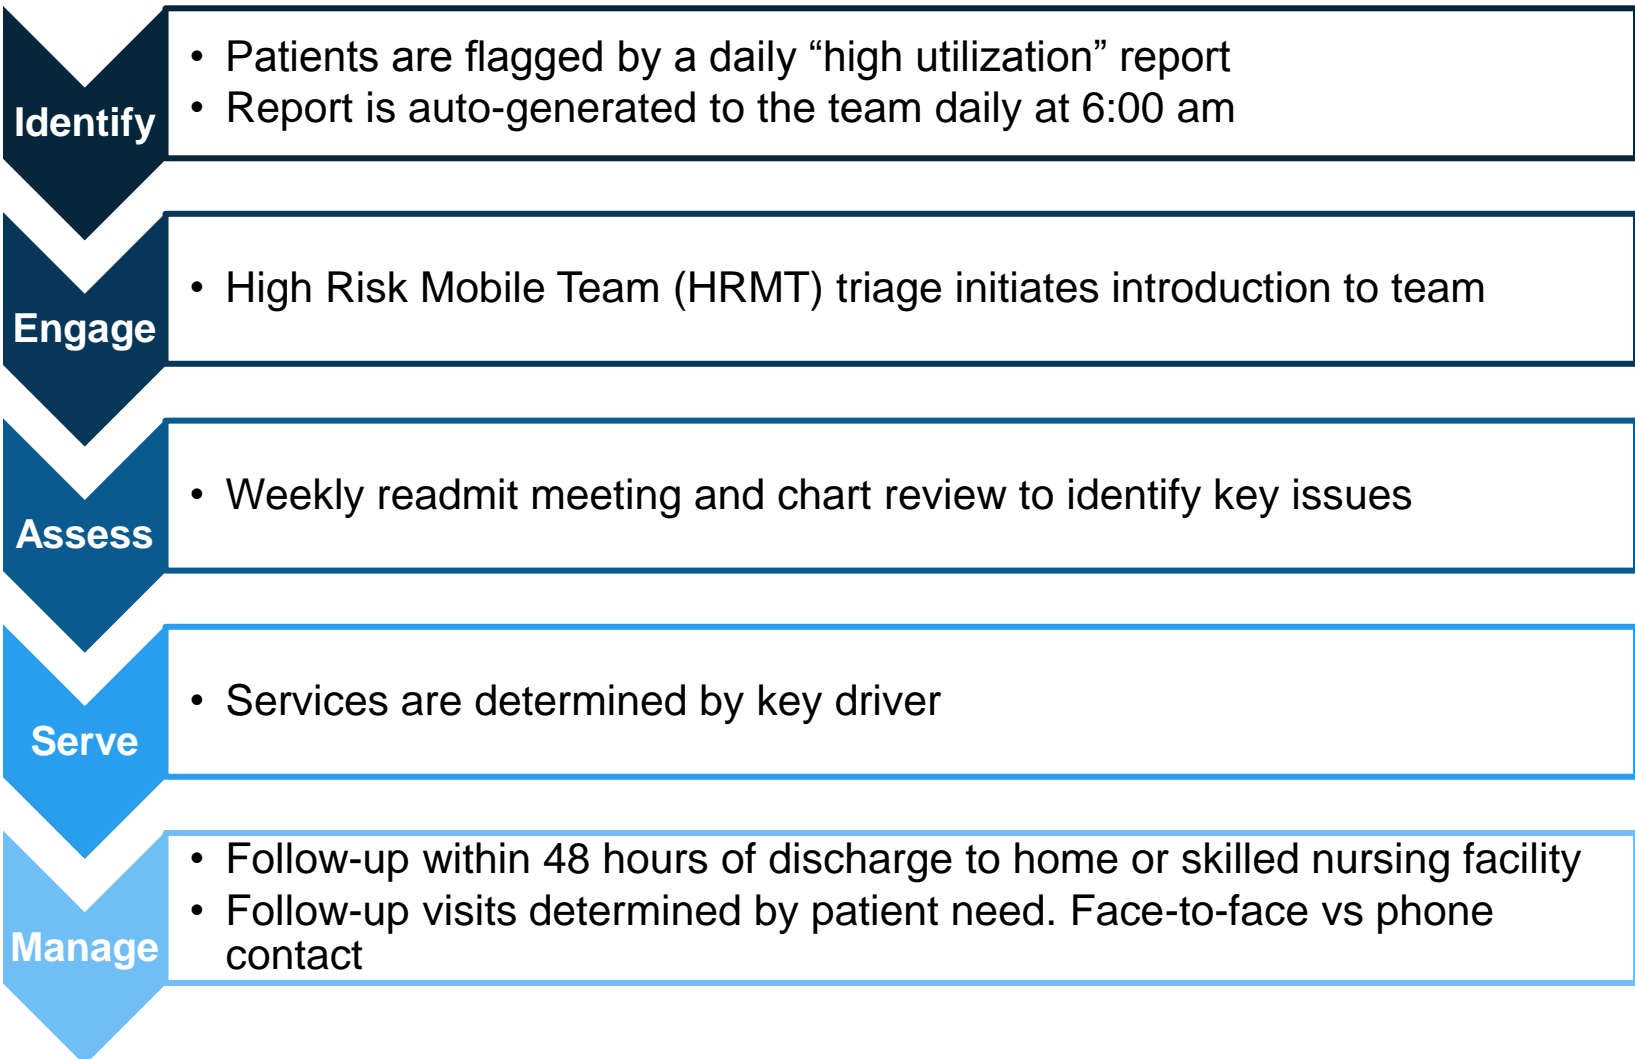 Identify
• Patients are flagged by a daily “high utilization” report
• Report is auto-generated to the team daily at 6:00 am
Engage
• High Risk Mobile Team (HRMT) triage initiates introduction to team
Assess
• Weekly readmit meeting and chart review to identify key issues
Serve
• Services are determined by key driver
Manage
• Follow-up within 48 hours of discharge to home or skilled nursing facility
• Follow-up visits determined by patient need. Face-to-face vs phone
contact